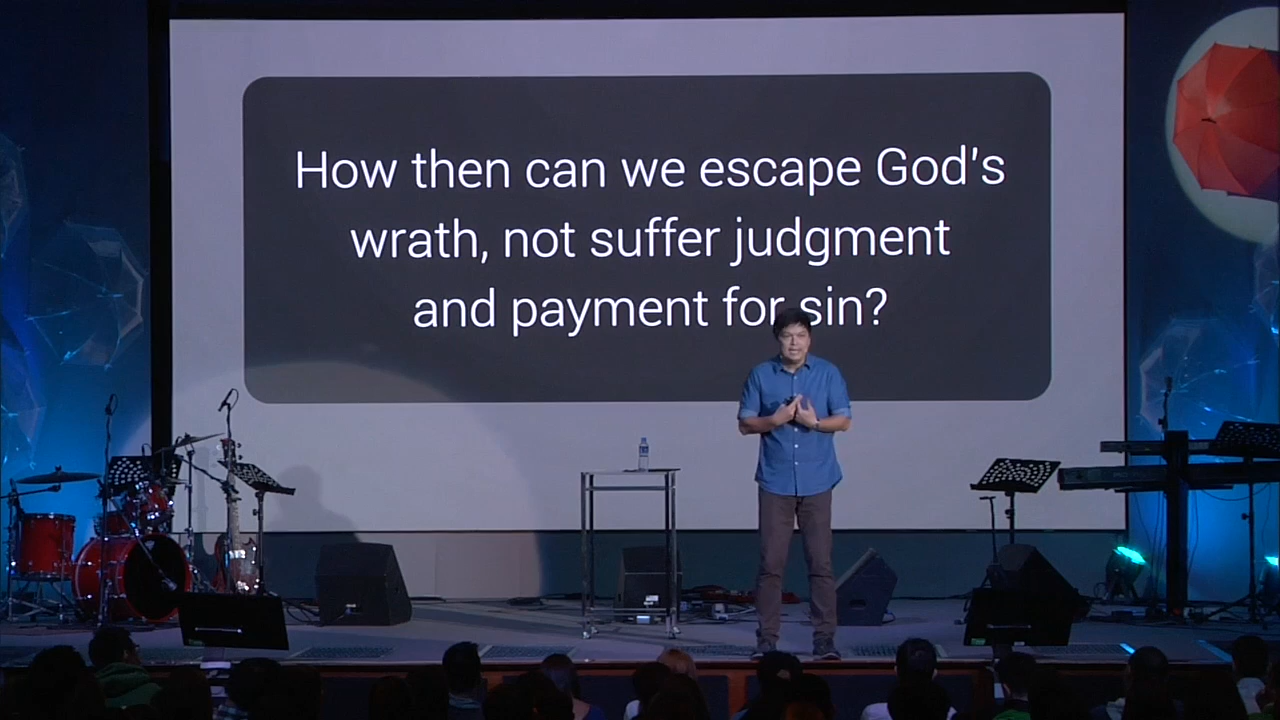 How then can we escape God's
wrath, not suffer judgment
and payment for sin?